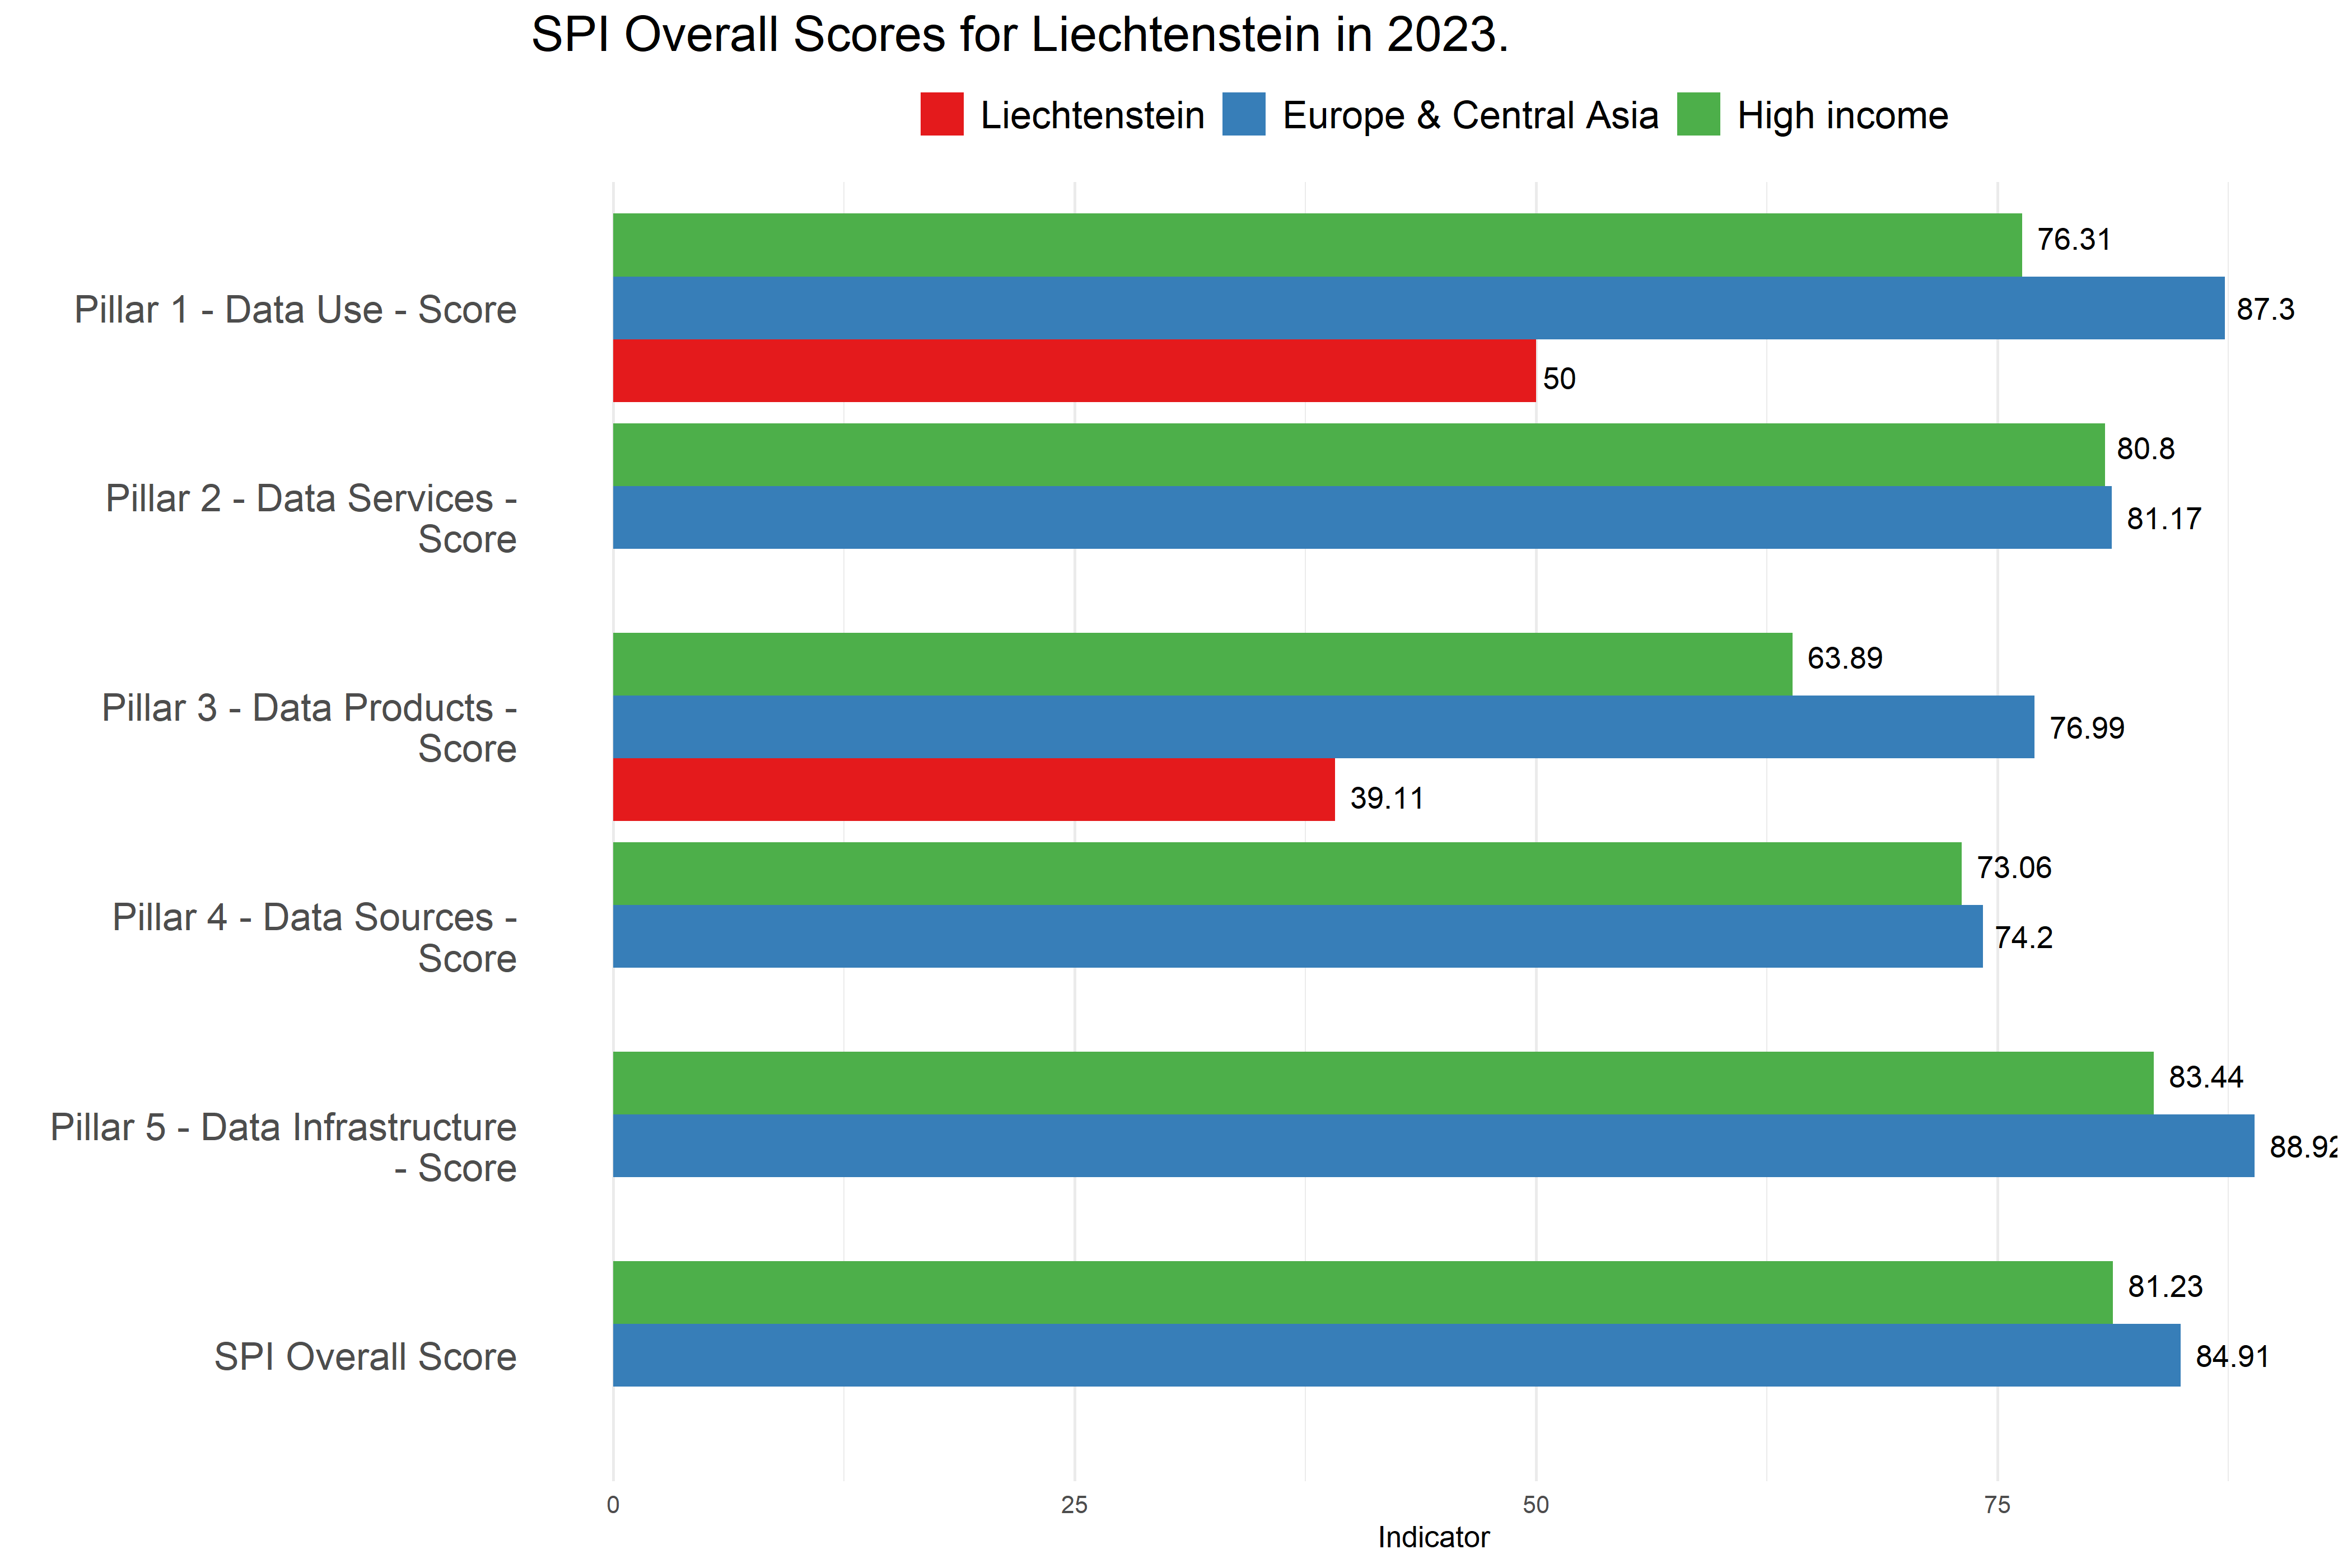 SPI Overall Scores for Liechtenstein in 2023.
Liechtenstein Europe & Central Asia High income
Pillar 1 - Data Use - Score
76.31
87.3
50
Pillar 2 - Data Services -
Score
80.8
81.17
Pillar 3 - Data Products -
Score
63.89
76.99
39.11
Pillar 4 - Data Sources -
Score
73.06
74.2
Pillar 5 - Data Infrastructure
- Score
83.44
88.92
SPI Overall Score
81.23
84.91
0 25 50 75
Indicator